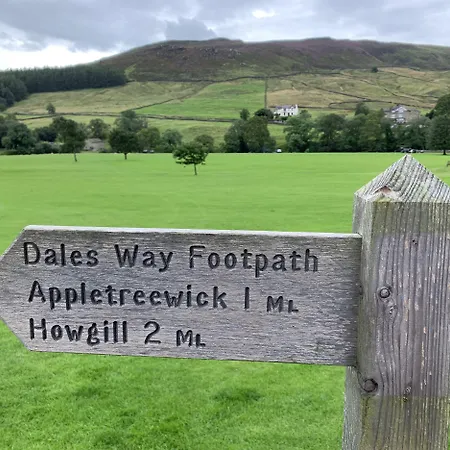 Dales Way Footpath
Appletreewick 1 ML
Howgill 2 ML